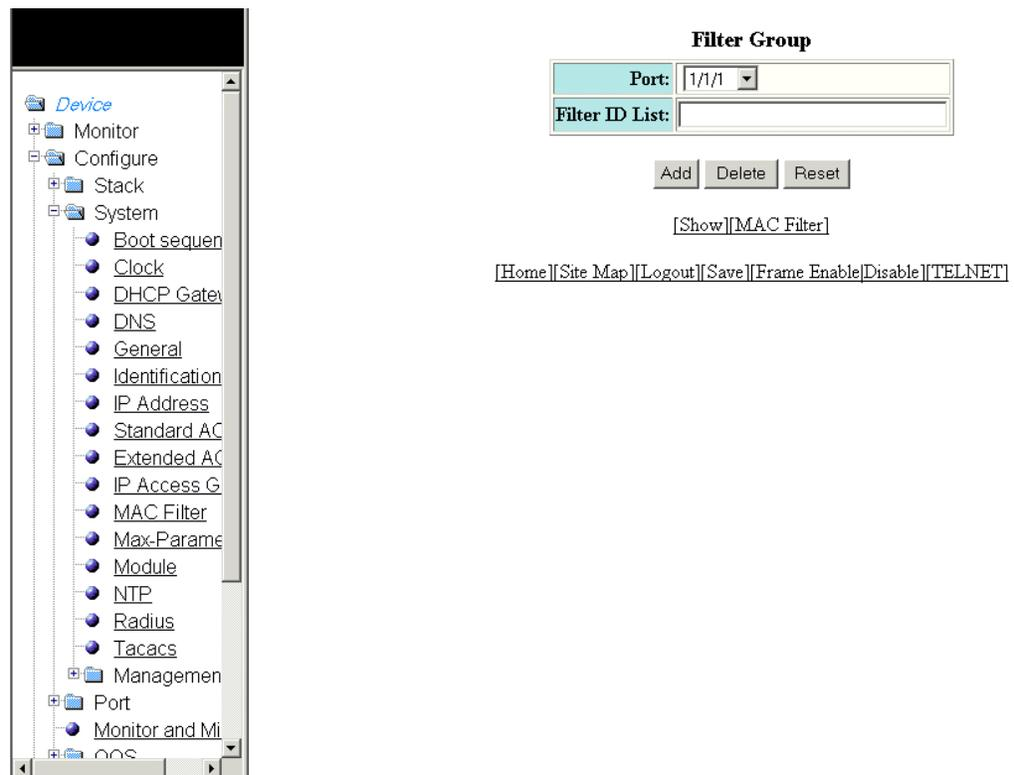 Device
Monitor
Configure
Stack
System
Boot sequen
Clock
DHCP Gatew
DNS
General
Identification
IP Address
Standard AC
Extended AC
IP Access G
MAC Filter
Max-Parame
Module
NTP
Radius
Tacacs
Managemen
Port
Monitor and Mi
QOS
Filter Group
Port: 1/1/1
Filter ID List:
Add Delete Reset
[Show][MAC Filter]
[Home][Site Map][Logout][Save][Frame Enable|Disable][TELNET]